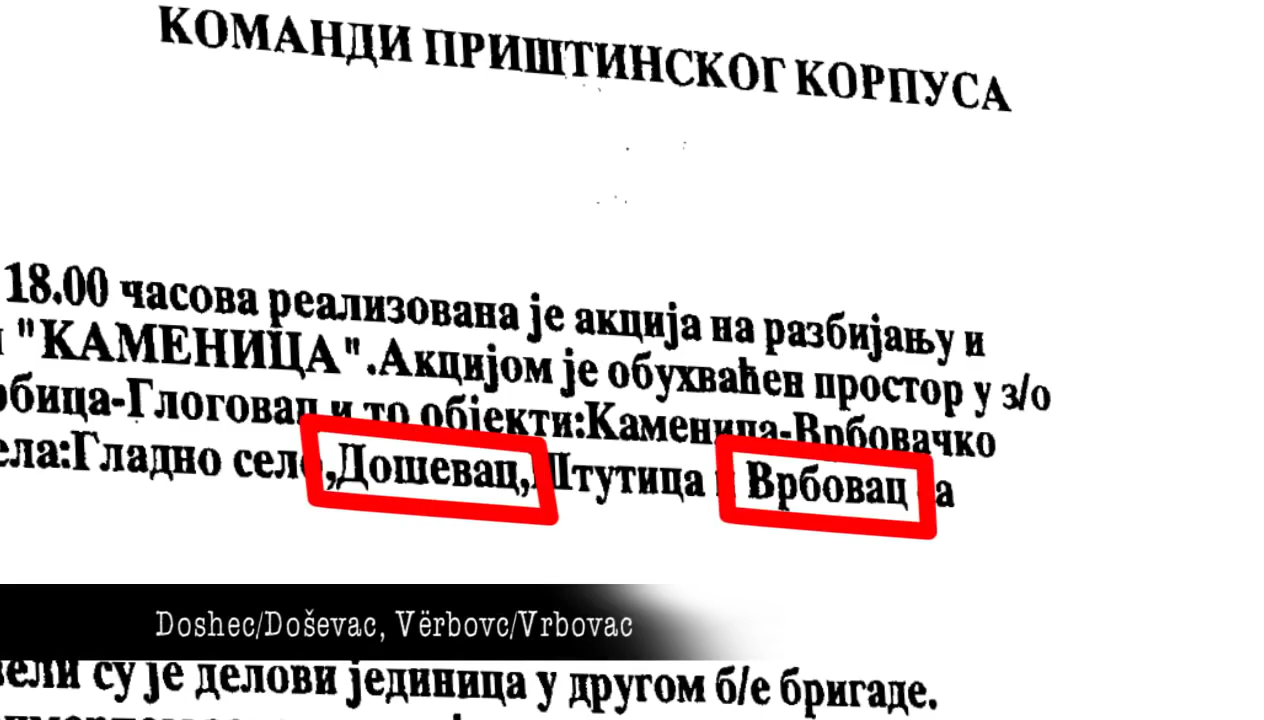 КОМАНДИ ПРИШТИНСКОГ КОРПУСА
18.00 часова реализована је акција на разбијању и
"КАМЕНИЦА".Акцијом је обухваћен простор у з/о
и то објекти:Каменица-Врбовачко
Гладно село,Дошевац,Штутица Врбовац
Doshec/Doševac, Vërbovc/Vrbovac
су је делови јединица у другом б/е бригаде.